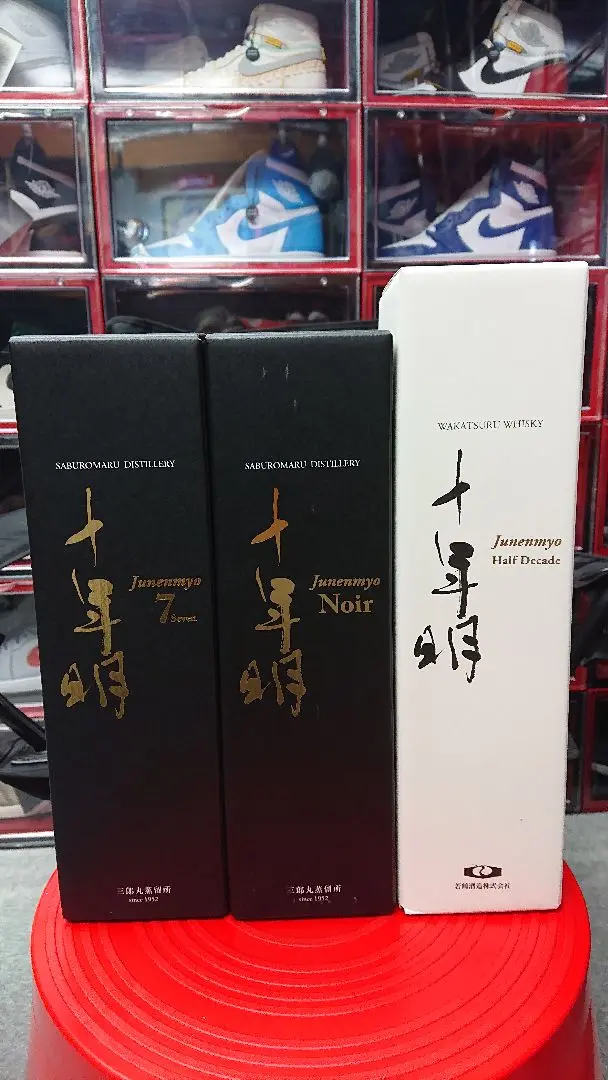 SABUROMARU DISTILLERY
十年明
Junenmyo
7 Seven
三郎丸蒸留所
since 1952
SABUROMARU DISTILLERY
十年明
Junenmyo
Noir
三郎丸蒸留所
since 1952
WAKATSURU WHISKY
十年明
Junenmyo
Half Decade
若鶴酒造株式会社